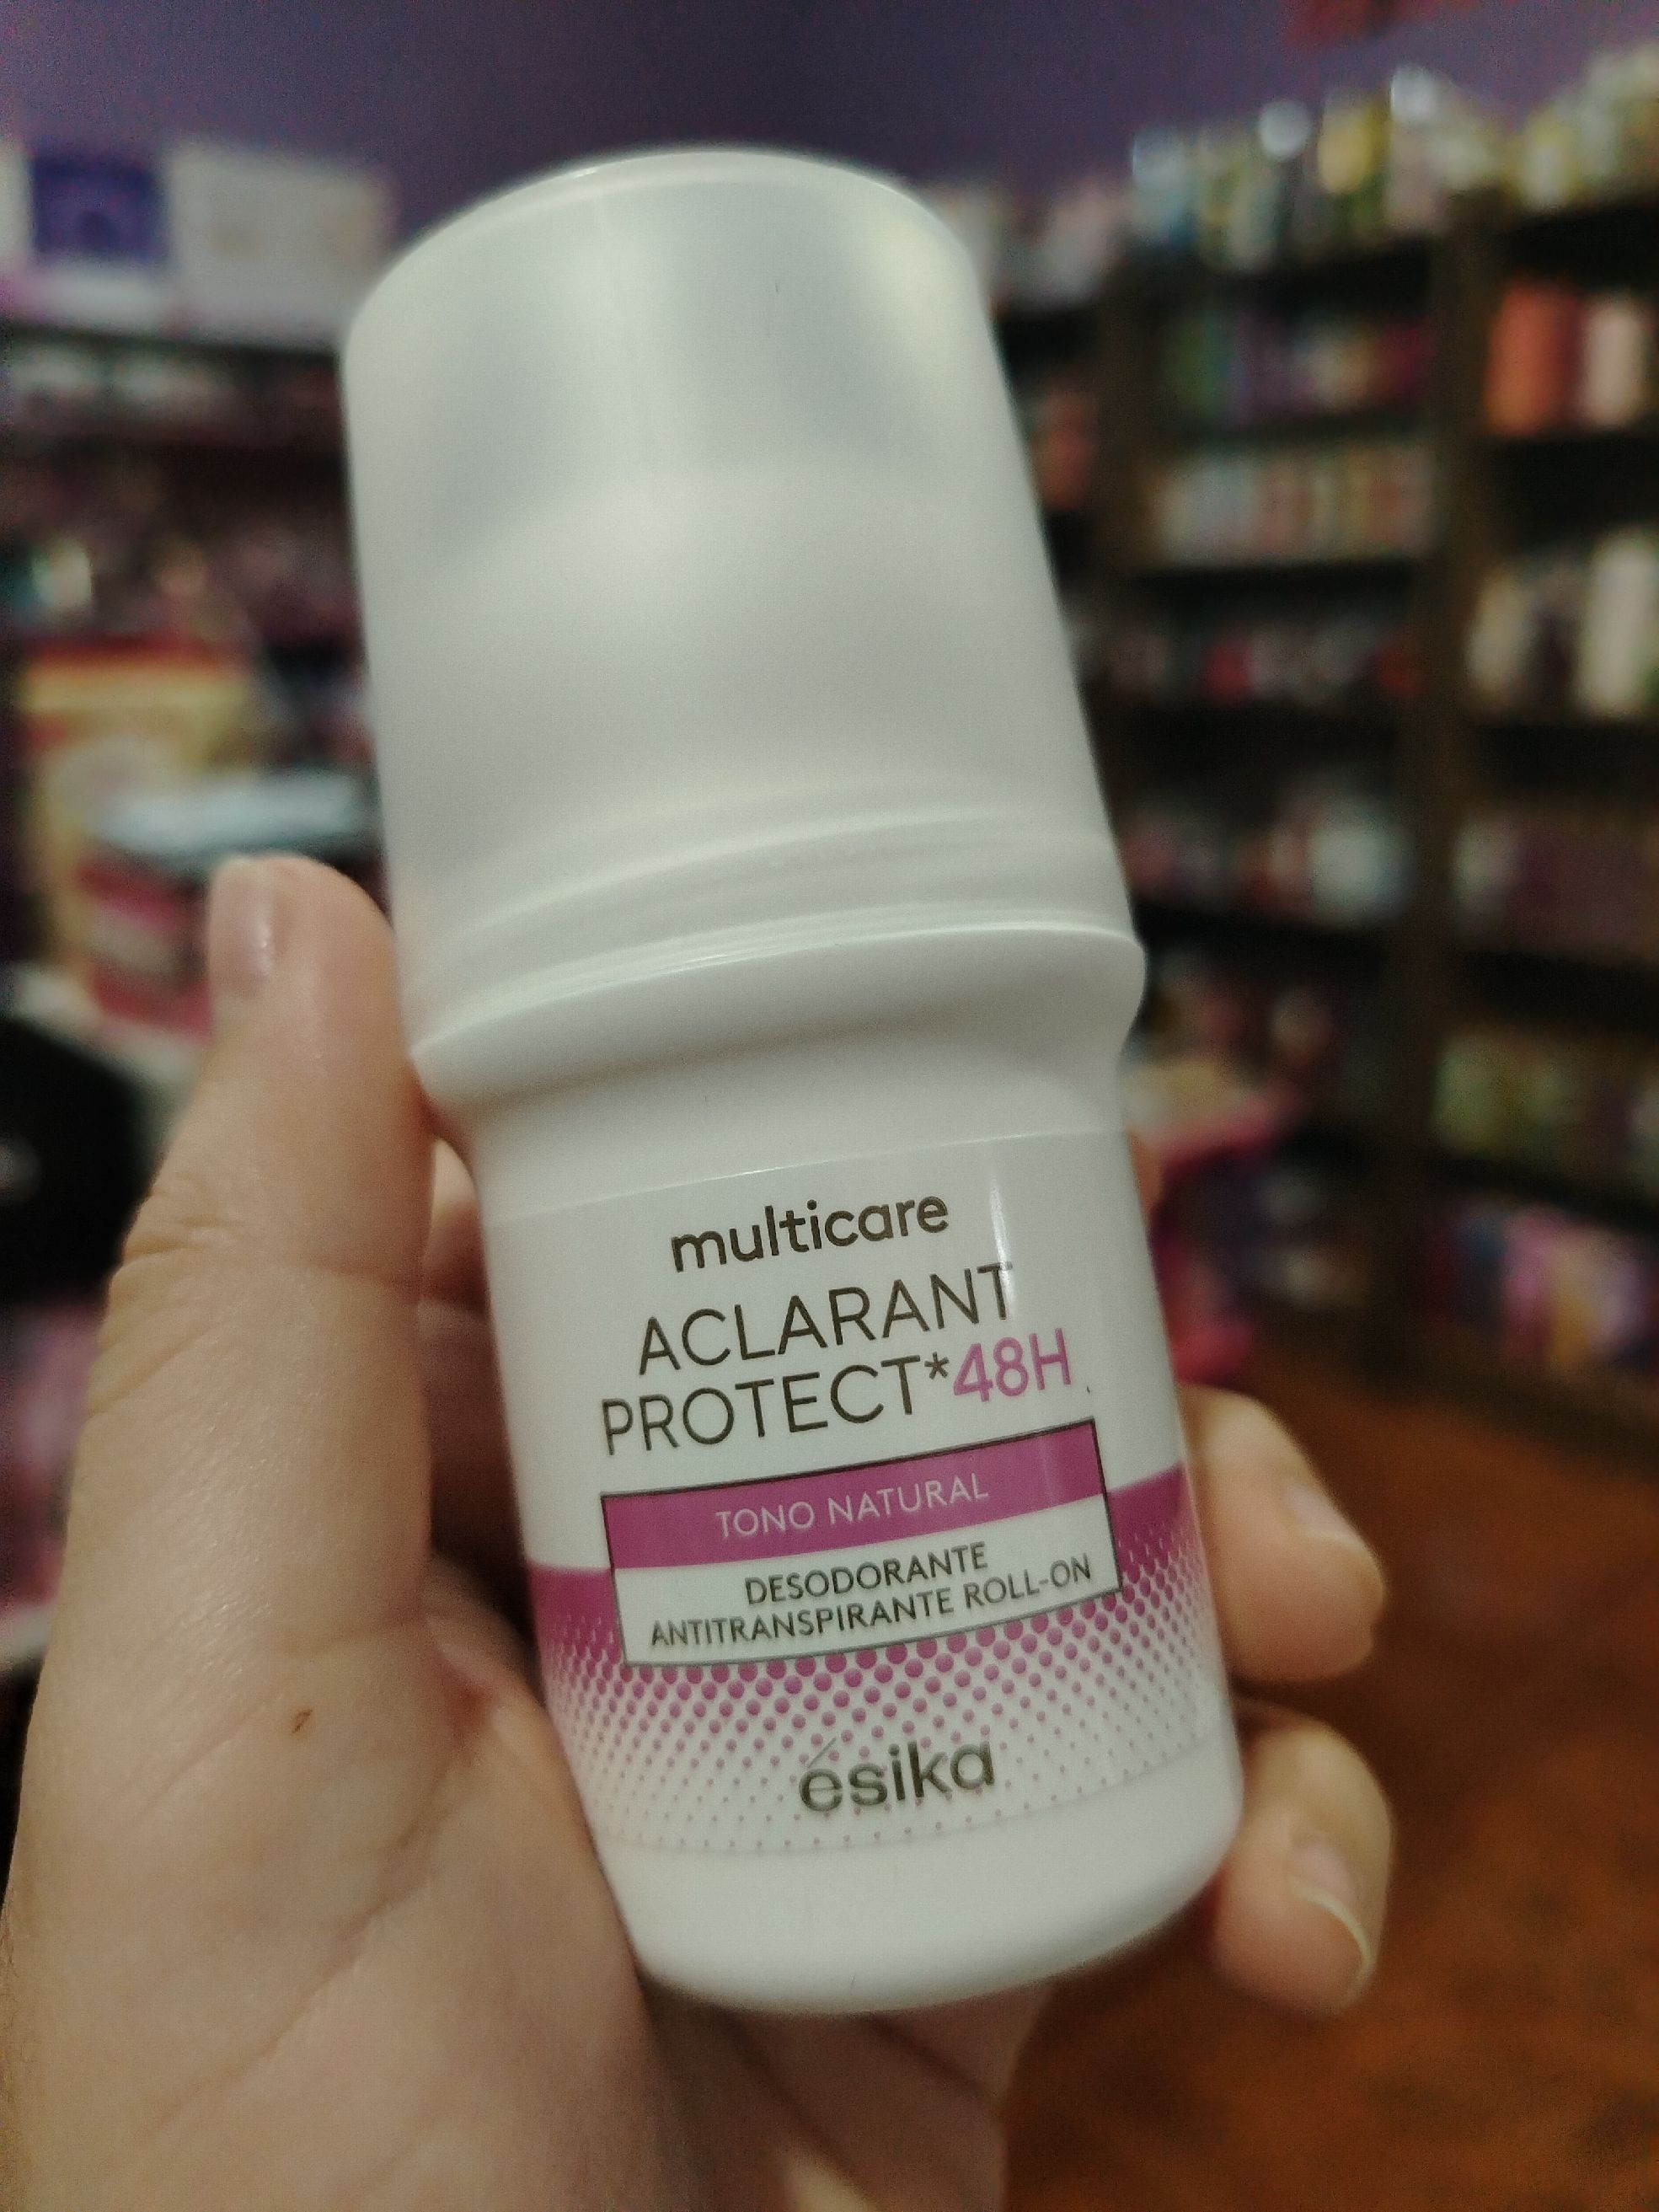 multicare
ACLARANT
PROTECT*48H
TONO NATURAL
DESODORANTE
ANTITRANSPIRANTE ROLL-ON
ésika